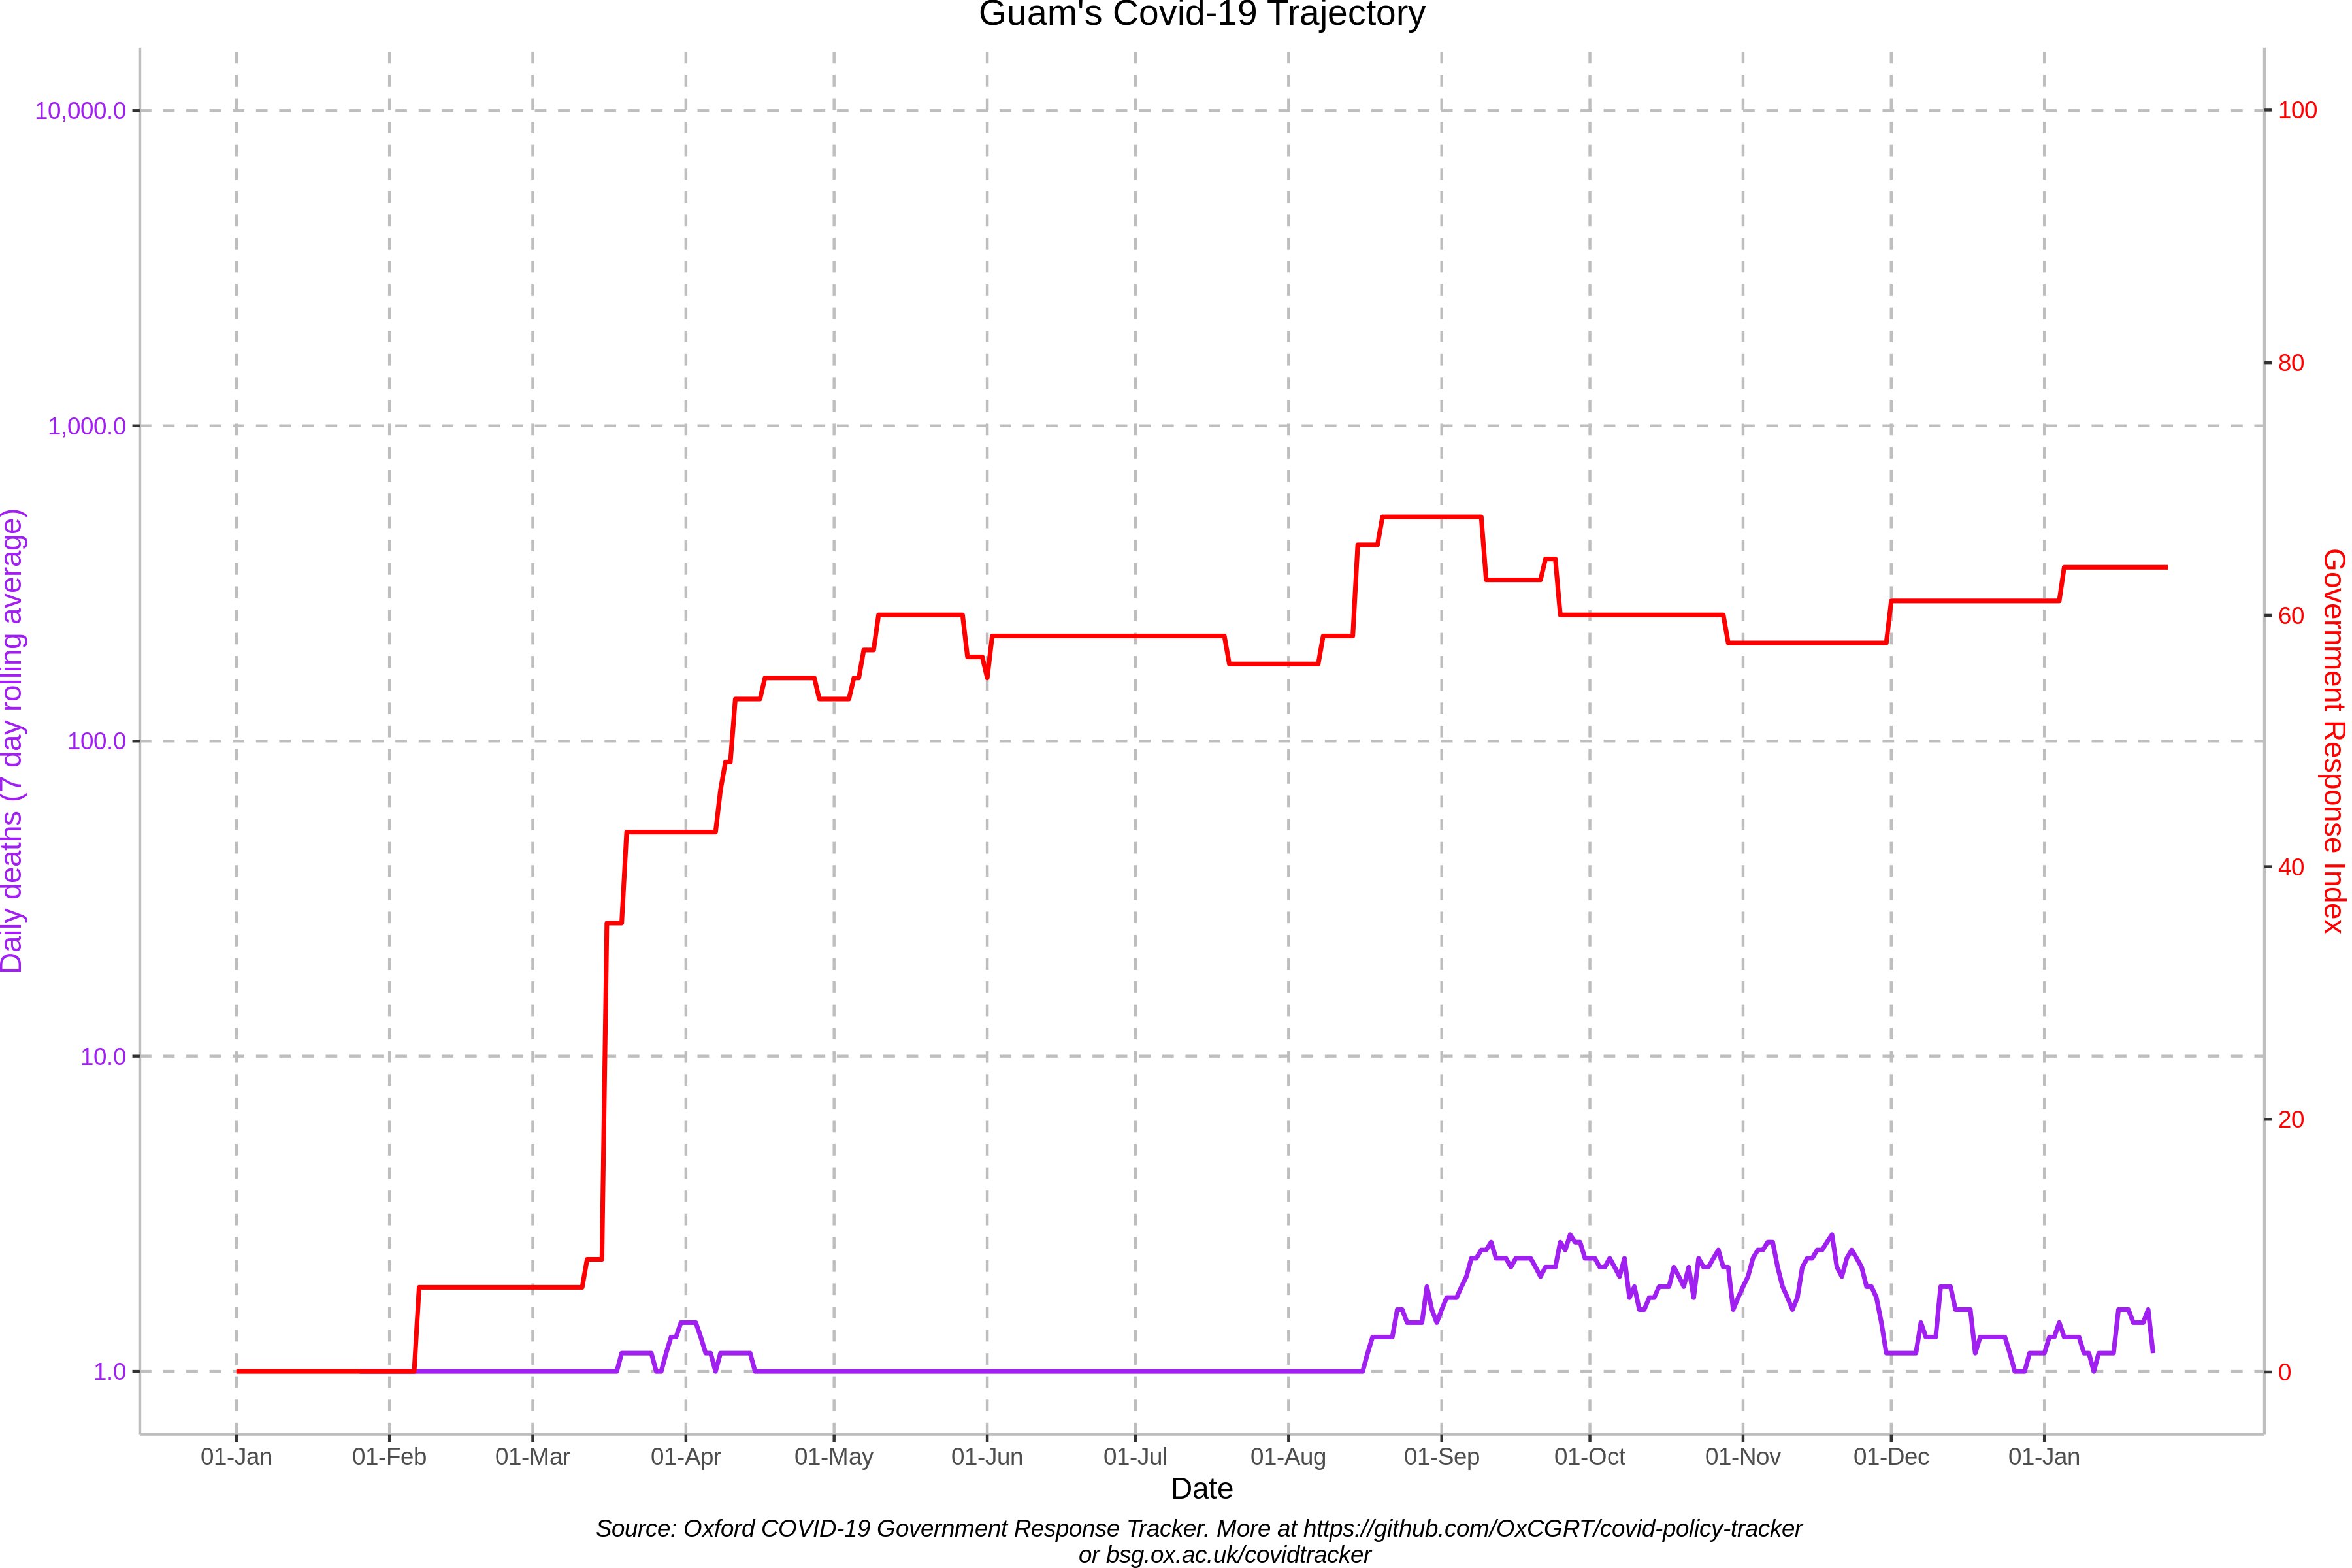 Guam's Covid-19 Trajectory
10,000.0
1,000.0
100.0
10.0
1.0
Daily deaths (7 day rolling average)
100
80
60
40
20
0
Government Response Index
01-Jan 01-Feb 01-Mar 01-Apr 01-May 01-Jun 01-Jul 01-Aug 01-Sep 01-Oct 01-Nov 01-Dec 01-Jan
Date
Source: Oxford COVID-19 Government Response Tracker. More at https://github.com/OxCGRT/covid-policy-tracker
or bsg.ox.ac.uk/covidtracker